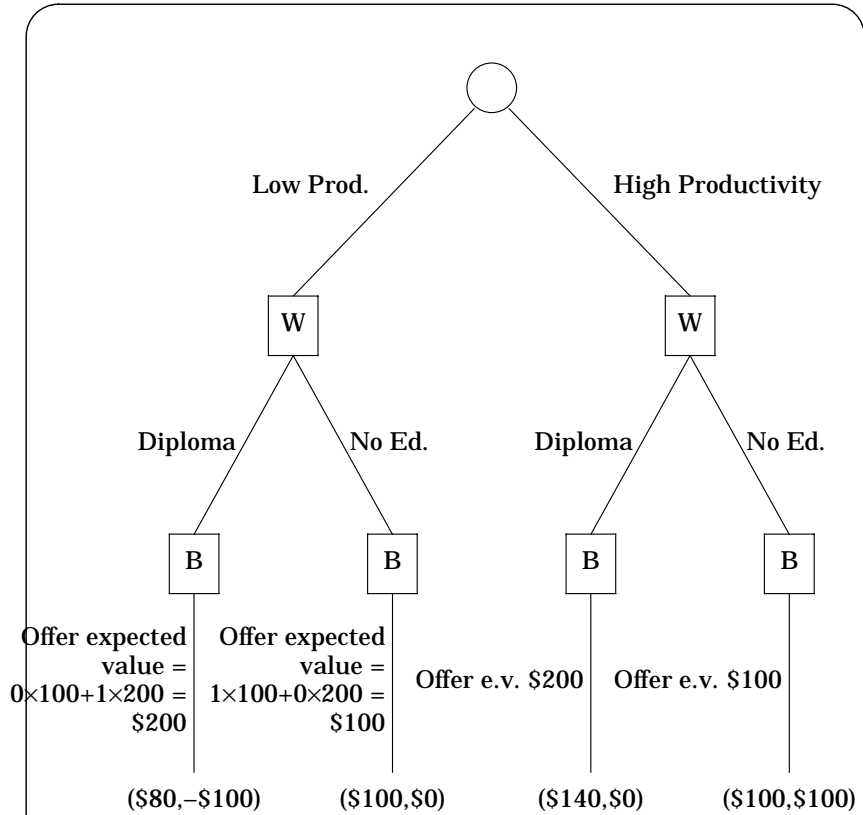 Low Prod.
High Productivity
W
W
Diploma
No Ed.
Diploma
No Ed.
B
B
B
B
Offer expected
value =
0×100+1×200 =
$200
Offer expected
value =
1×100+0×200 =
$100
Offer e.v. $200
Offer e.v. $100
($80,–$100)
($100,$0)
($140,$0)
($100,$100)